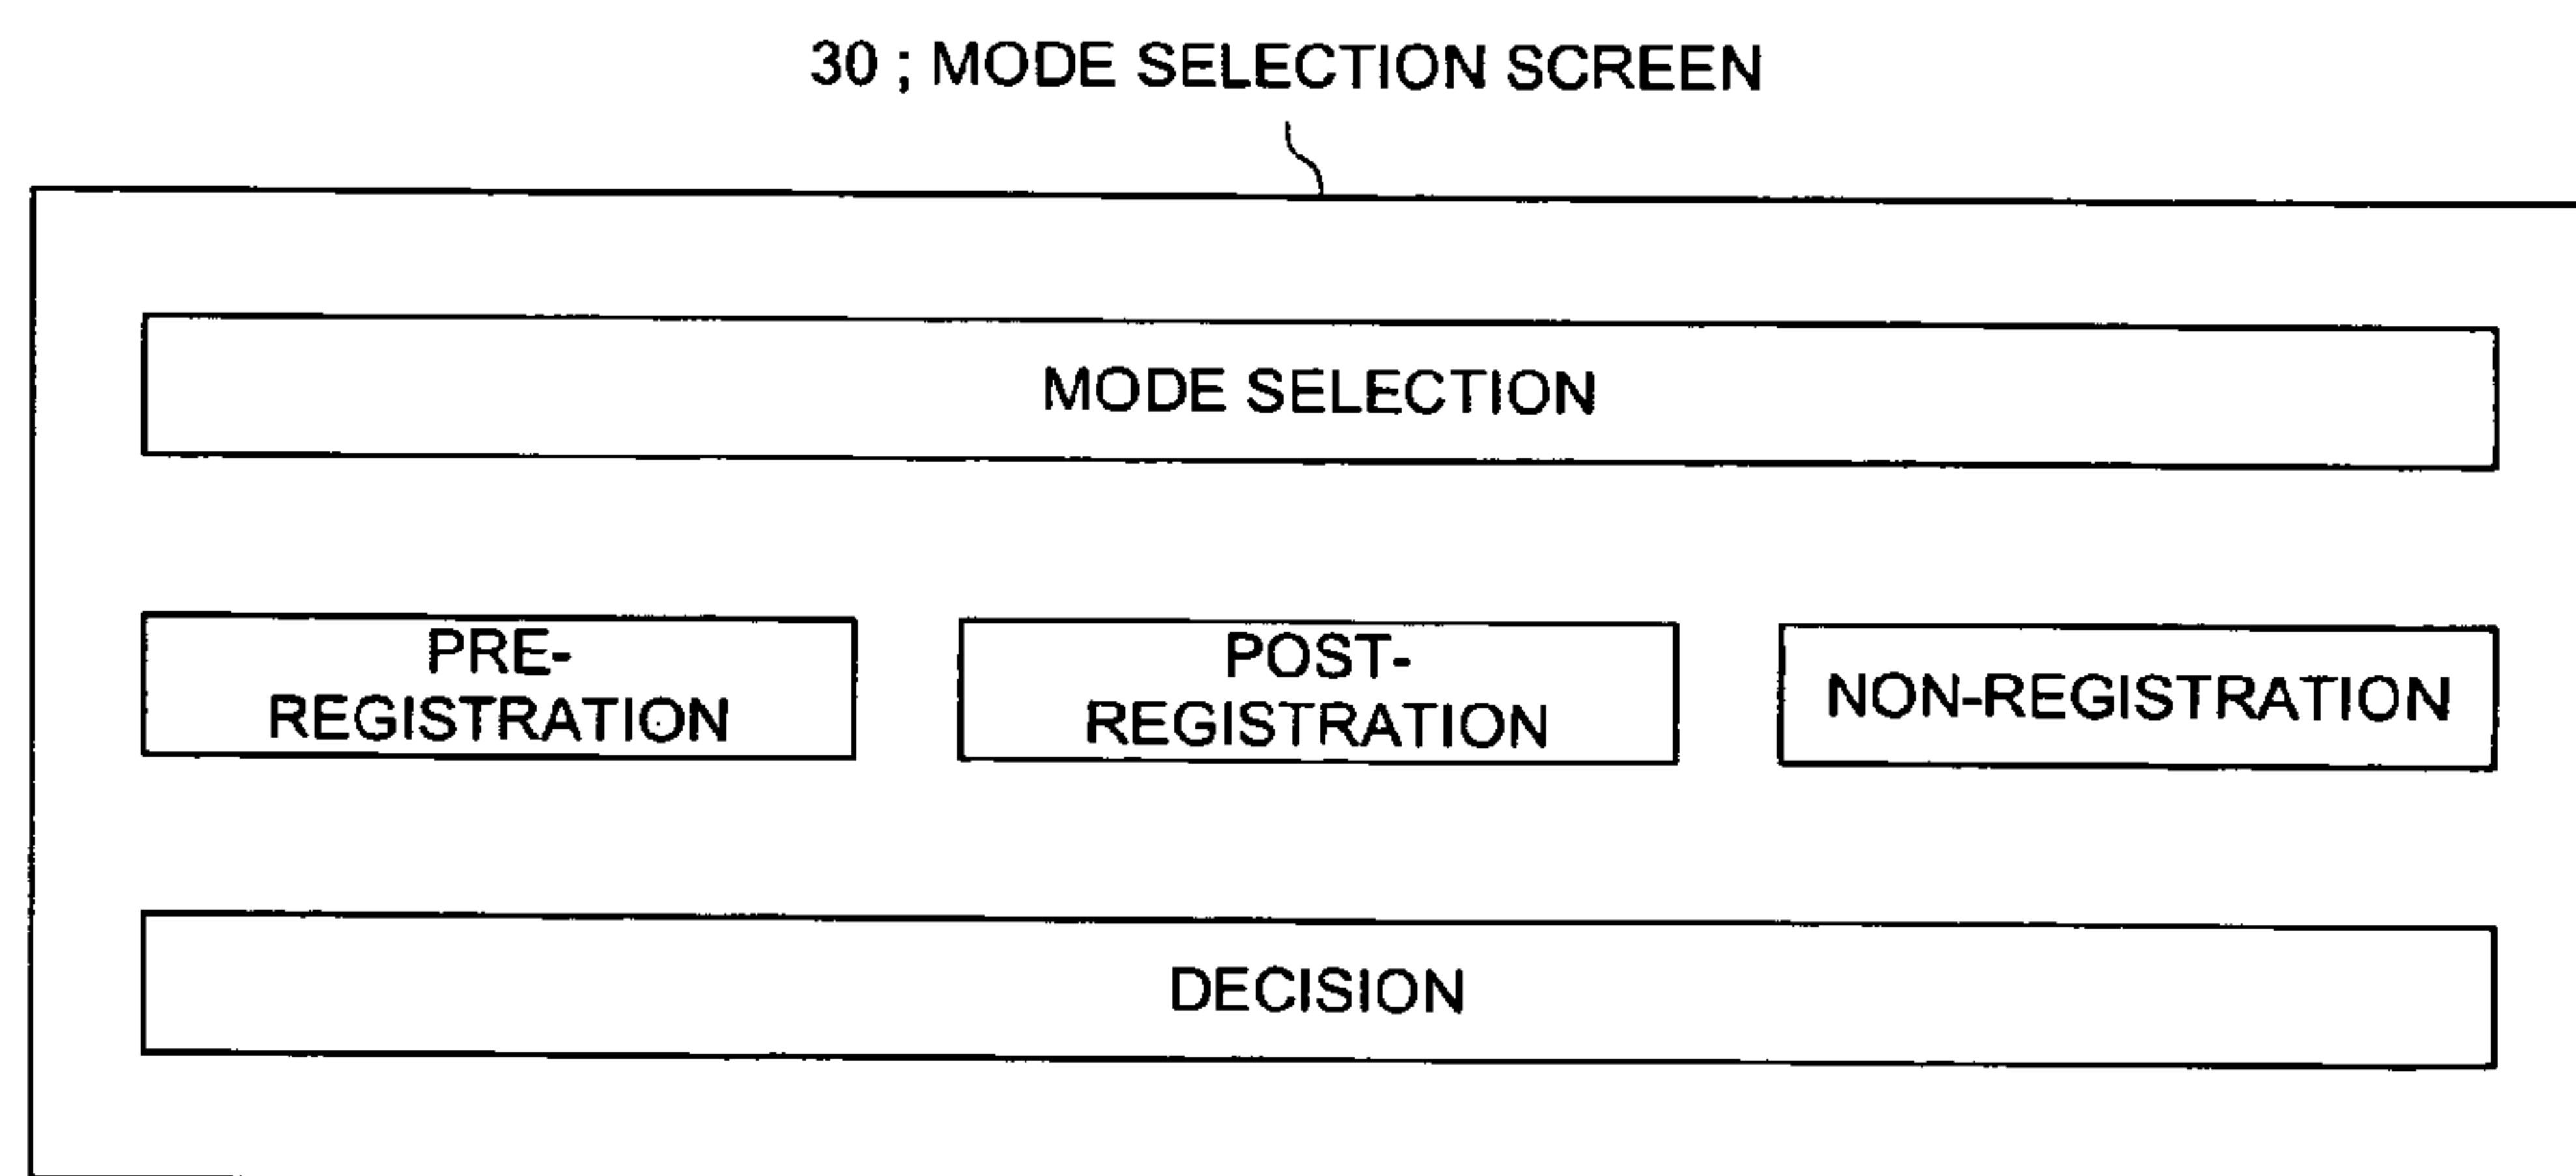 30 ; MODE SELECTION SCREEN
MODE SELECTION
PRE-
REGISTRATION
POST-
REGISTRATION
NON-REGISTRATION
DECISION